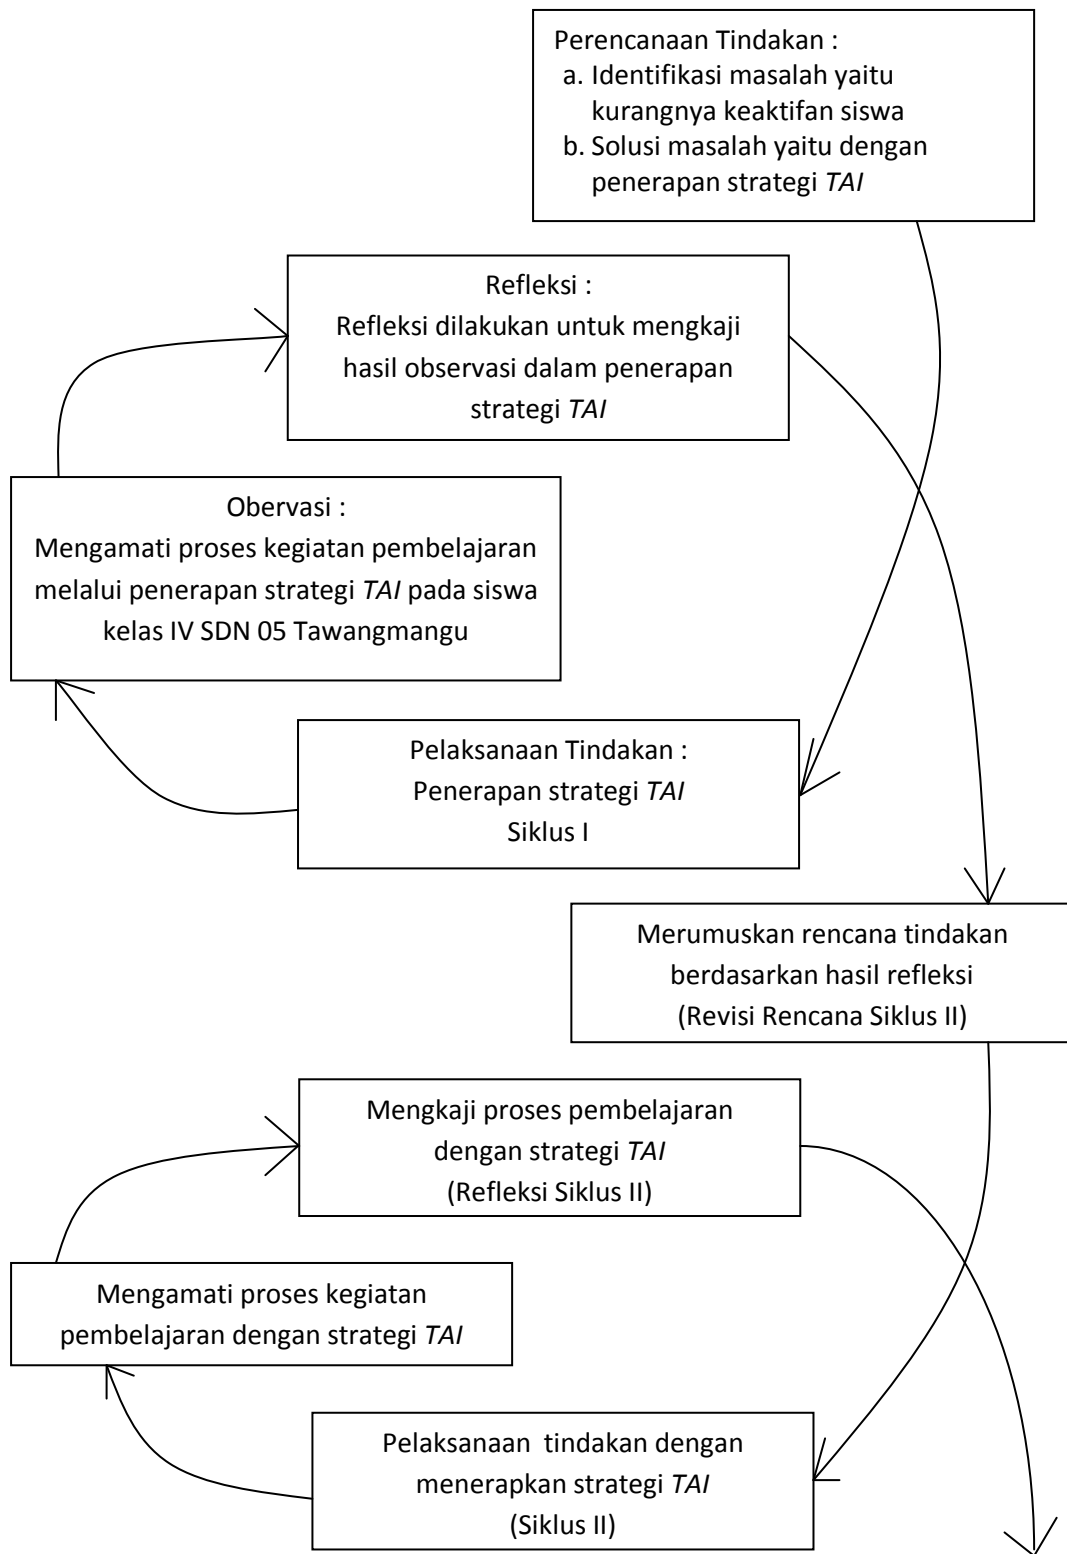 Perencanaan Tindakan :
a. Identifikasi masalah yaitu
kurangnya keaktifan siswa
b. Solusi masalah yaitu dengan
penerapan strategi TAI
Refleksi :
Refleksi dilakukan untuk mengkaji
hasil observasi dalam penerapan
strategi TAI
Obervasi :
Mengamati proses kegiatan pembelajaran
melalui penerapan strategi TAI pada siswa
kelas IV SDN 05 Tawangmangu
Pelaksanaan Tindakan :
Penerapan strategi TAI
Siklus I
Merumuskan rencana tindakan
berdasarkan hasil refleksi
(Revisi Rencana Siklus II)
Mengkaji proses pembelajaran
dengan strategi TAI
(Refleksi Siklus II)
Mengamati proses kegiatan
pembelajaran dengan strategi TAI
Pelaksanaan tindakan dengan
menerapkan strategi TAI
(Siklus II)